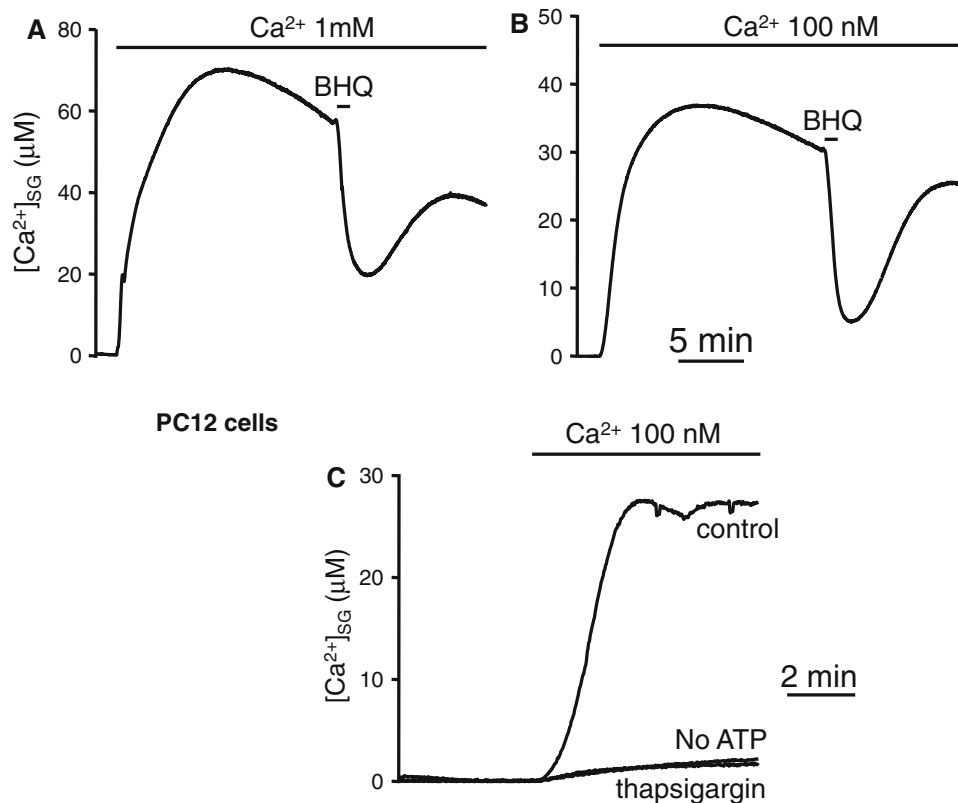 A
Ca²⁺ 1mM
BHQ
[Ca²⁺]SG (μM)
80
60
40
20
0
B
Ca²⁺ 100 nM
BHQ
50
40
30
20
10
0
5 min
PC12 cells
C
Ca²⁺ 100 nM
[Ca²⁺]SG (μM)
30
20
10
0
control
2 min
No ATP
thapsigargin